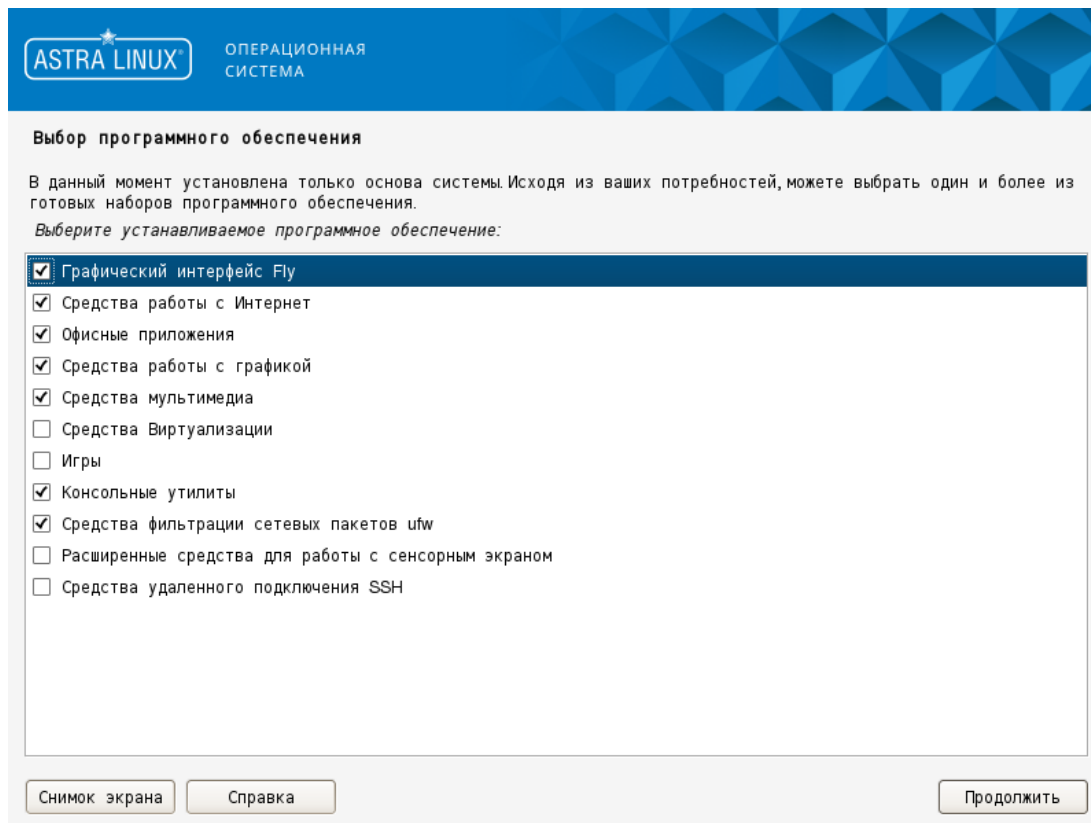 ASTRA LINUX®
ОПЕРАЦИОННАЯ
СИСТЕМА
Выбор программного обеспечения
В данный момент установлена только основа системы. Исходя из ваших потребностей, можете выбрать один и более из
готовых наборов программного обеспечения.
Выберите устанавливаемое программное обеспечение:
Графический интерфейс Fly
Средства работы с Интернет
Офисные приложения
Средства работы с графикой
Средства мультимедиа
Средства Виртуализации
Игры
Консольные утилиты
Средства фильтрации сетевых пакетов ufw
Расширенные средства для работы с сенсорным экраном
Средства удаленного подключения SSH
Снимок экрана
Справка
Продолжить